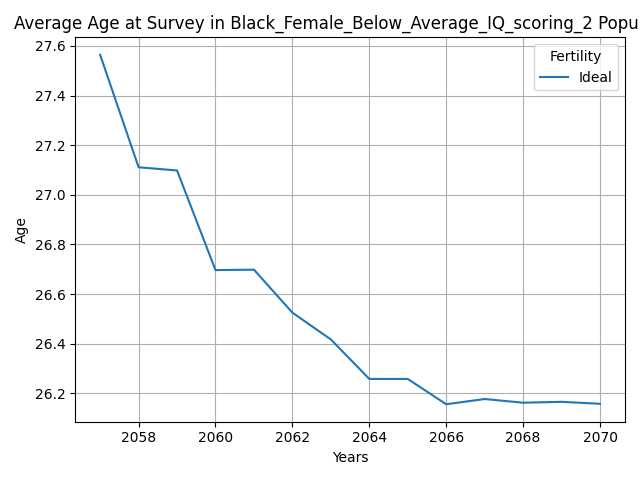 Average Age at Survey in Black_Female_Below_Average_IQ_scoring_2 Popu
27.6
27.4
27.2
27.0
26.8
26.6
26.4
26.2
Age
Fertility
Ideal
2058 2060 2062 2064 2066 2068 2070
Years